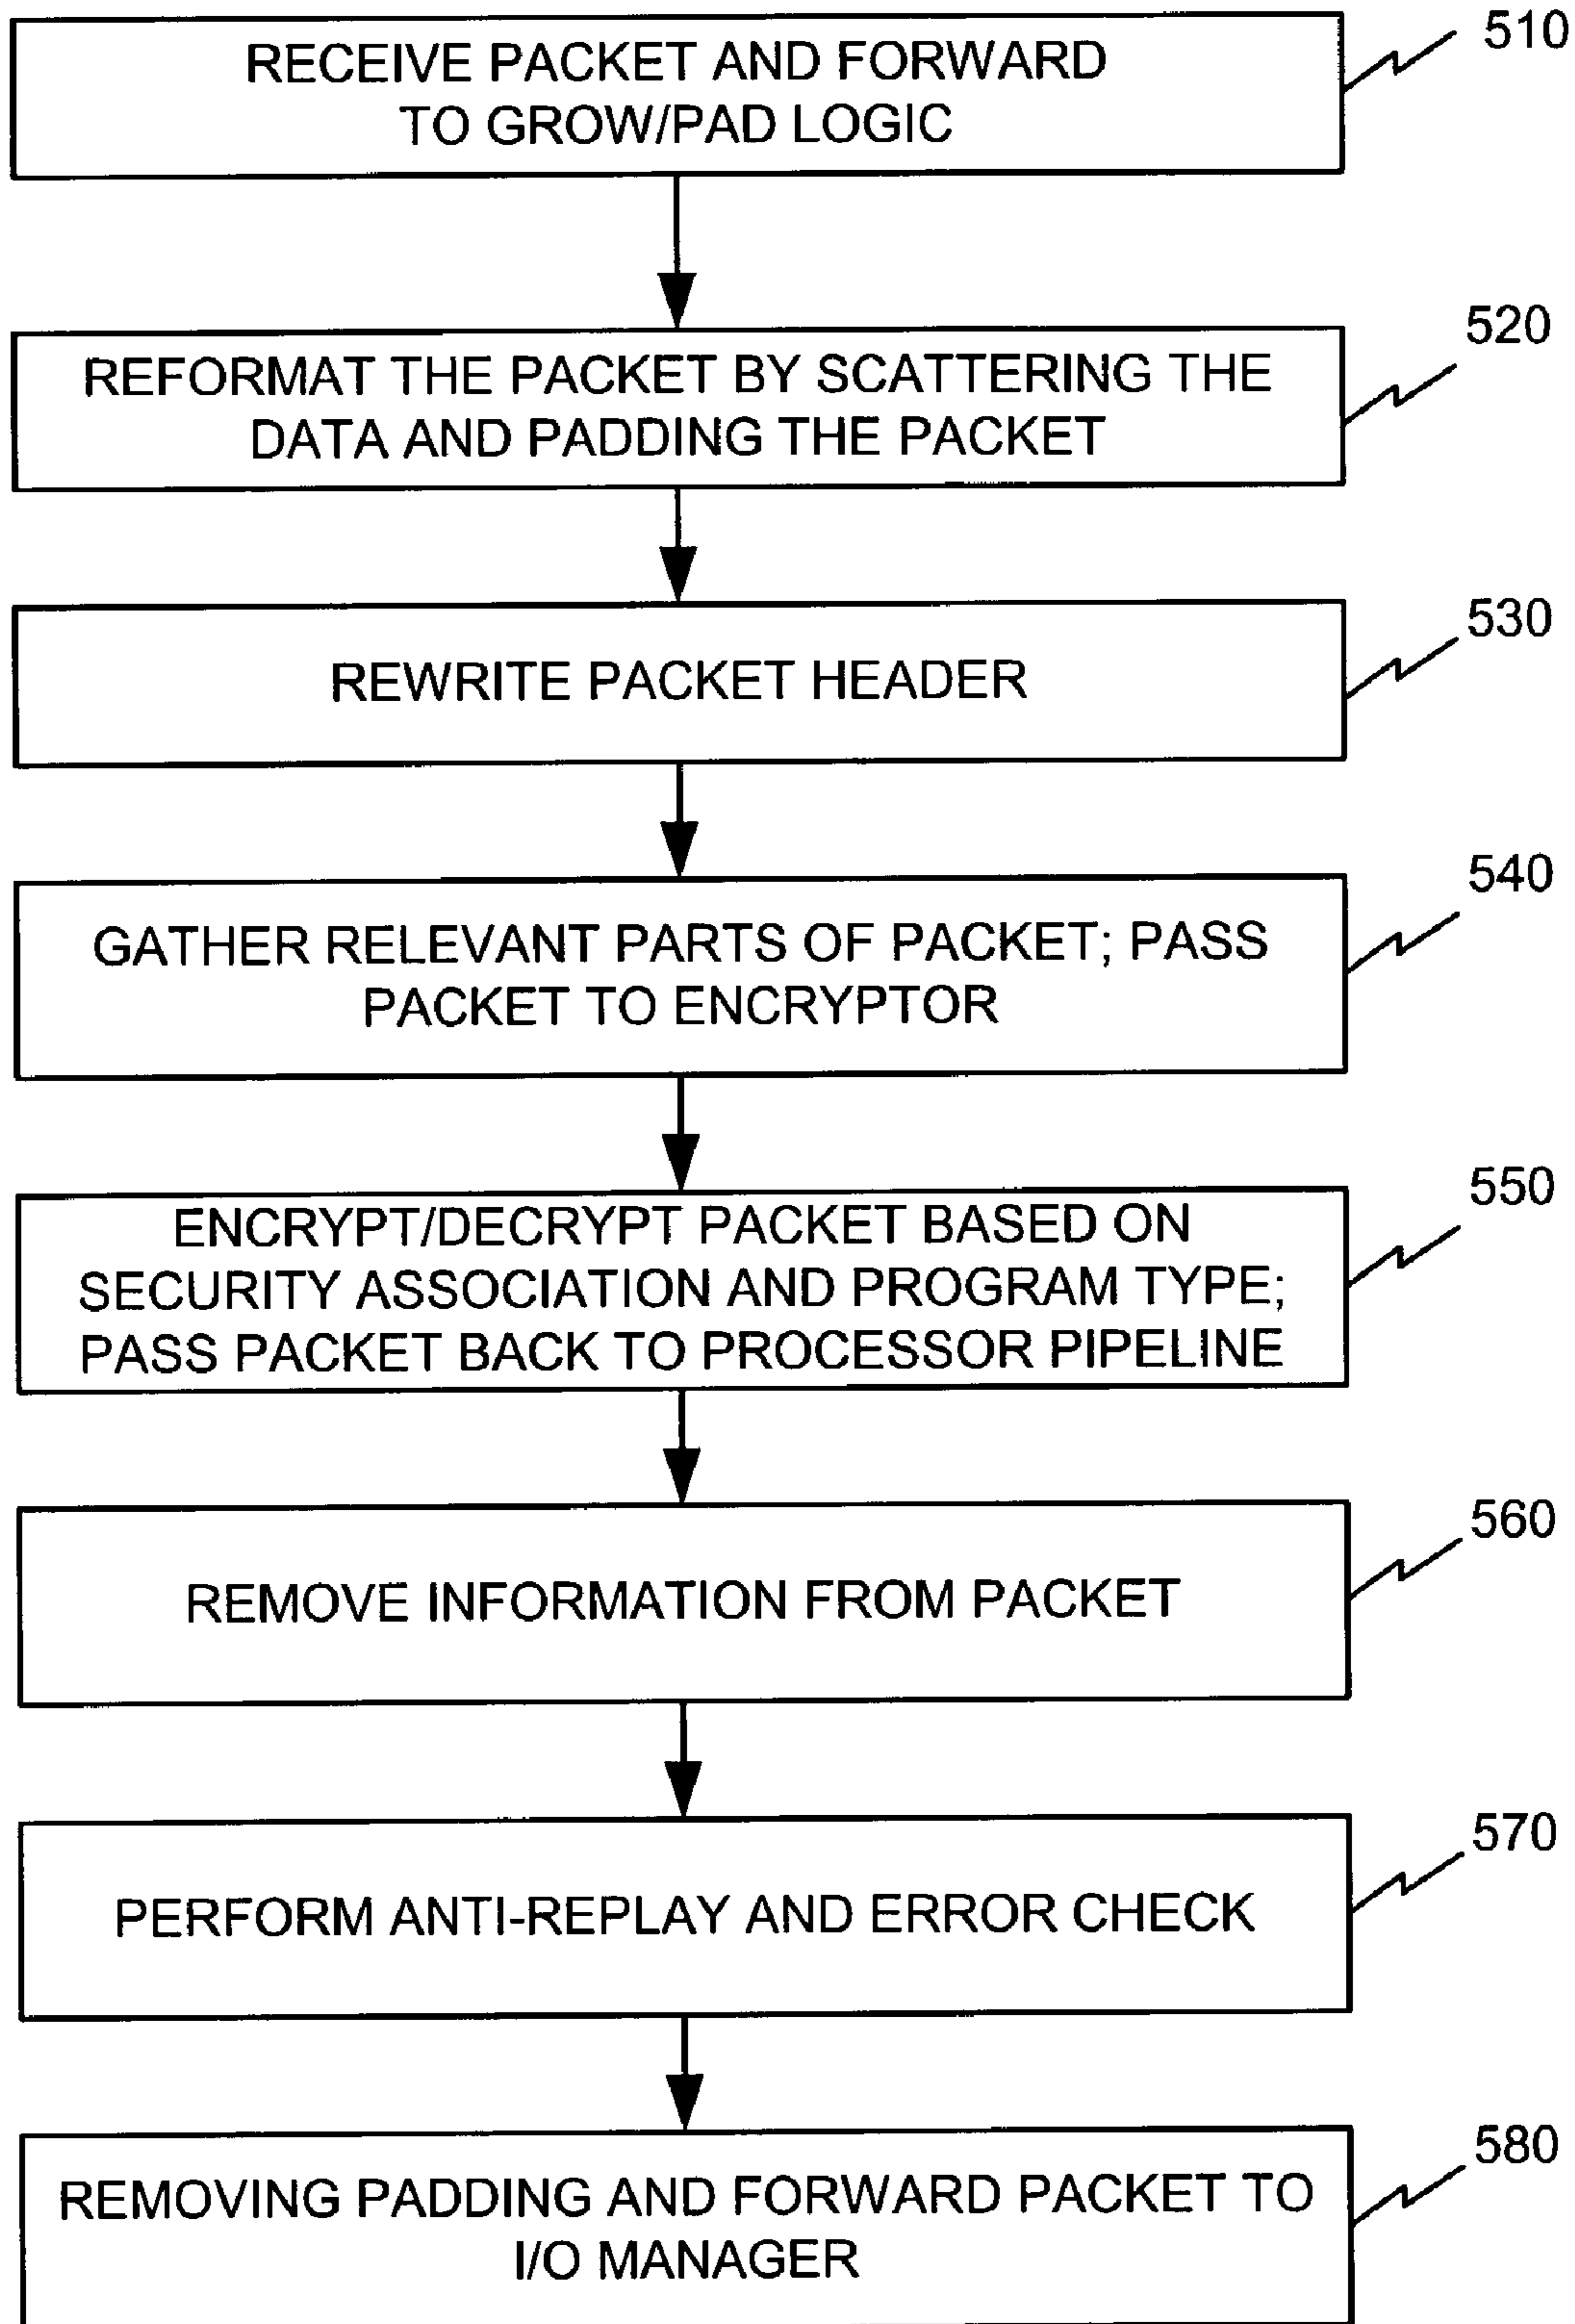 510
RECEIVE PACKET AND FORWARD
TO GROW/PAD LOGIC
520
REFORMAT THE PACKET BY SCATTERING THE
DATA AND PADDING THE PACKET
530
REWRITE PACKET HEADER
540
GATHER RELEVANT PARTS OF PACKET; PASS
PACKET TO ENCRYPTOR
550
ENCRYPT/DECRYPT PACKET BASED ON
SECURITY ASSOCIATION AND PROGRAM TYPE;
PASS PACKET BACK TO PROCESSOR PIPELINE
560
REMOVE INFORMATION FROM PACKET
570
PERFORM ANTI-REPLAY AND ERROR CHECK
580
REMOVING PADDING AND FORWARD PACKET TO
I/O MANAGER